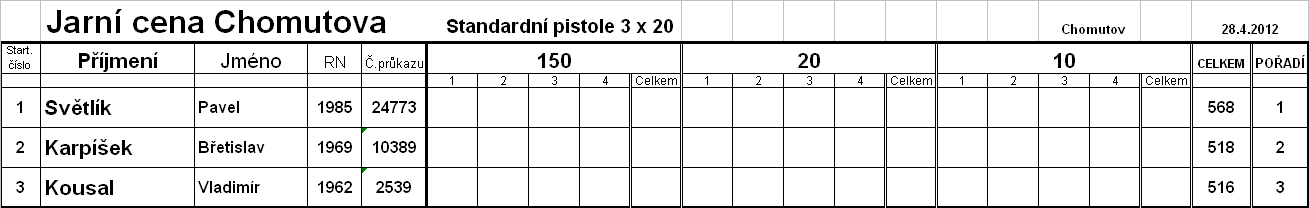 Jarní cena Chomutova Standardní pistole 3 x 20 Chomutov 28.4.2012
Start. číslo Příjmení Jméno RN Č.průkazu 150 20 10 CELKEM POŘADÍ
1 2 3 4 Celkem 1 2 3 4 Celkem 1 2 3 4 Celkem
1 Světlík Pavel 1985 24773 568 1
2 Karpíšek Břetislav 1969 10389 518 2
3 Kousal Vladimír 1962 2539 516 3